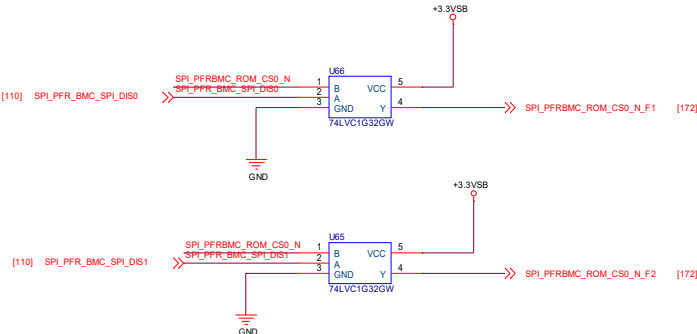 +3.3VSB
U66
SPI_PFRBMC_ROM_CS0_N
1 B VCC 5
[110] SPI_PFR_BMC_SPI_DIS0
SPI_PFR_BMC_SPI_DIS0
2 A
3 GND Y 4
SPI_PFRBMC_ROM_CS0_N_F1 [172]
74LVC1G32GW
GND
+3.3VSB
U65
SPI_PFRBMC_ROM_CS0_N
1 B VCC 5
[110] SPI_PFR_BMC_SPI_DIS1
SPI_PFR_BMC_SPI_DIS1
2 A
3 GND Y 4
SPI_PFRBMC_ROM_CS0_N_F2 [172]
74LVC1G32GW
GND